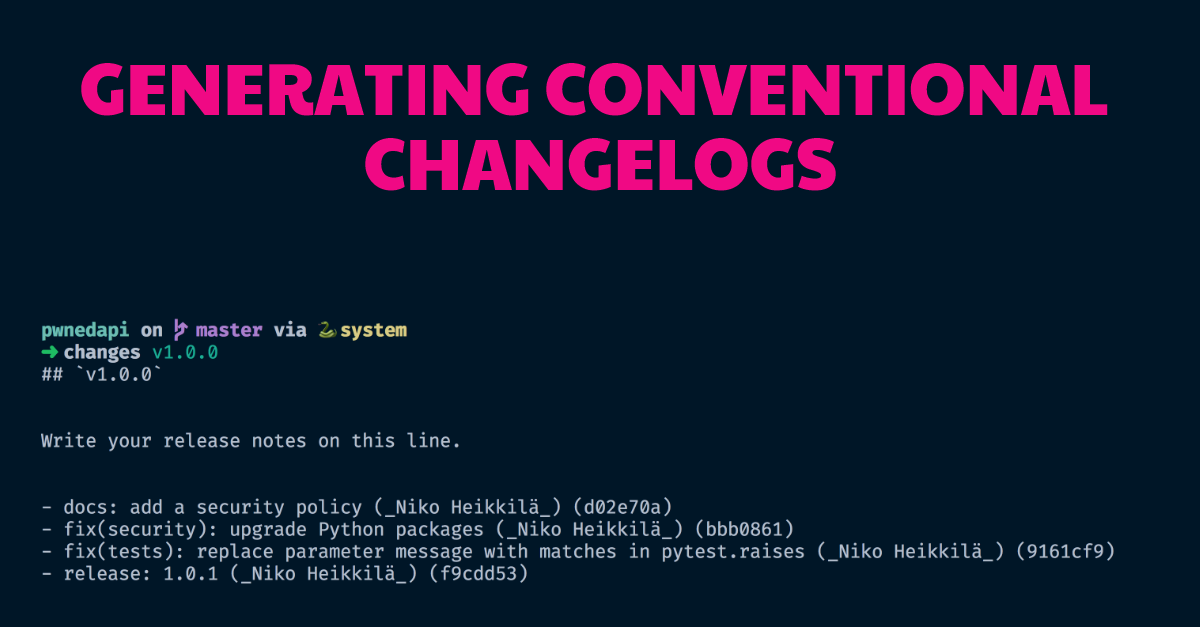 GENERATING CONVENTIONAL
CHANGELOGS
pwnedapi on master via 🐍system
➜ changes v1.0.0
## `v1.0.0`
Write your release notes on this line.
- docs: add a security policy (_Niko Heikkilä_) (d02e70a)
- fix(security): upgrade Python packages (_Niko Heikkilä_) (bbb0861)
- fix(tests): replace parameter message with matches in pytest.raises (_Niko Heikkilä_) (9161cf9)
- release: 1.0.1 (_Niko Heikkilä_) (f9cdd53)